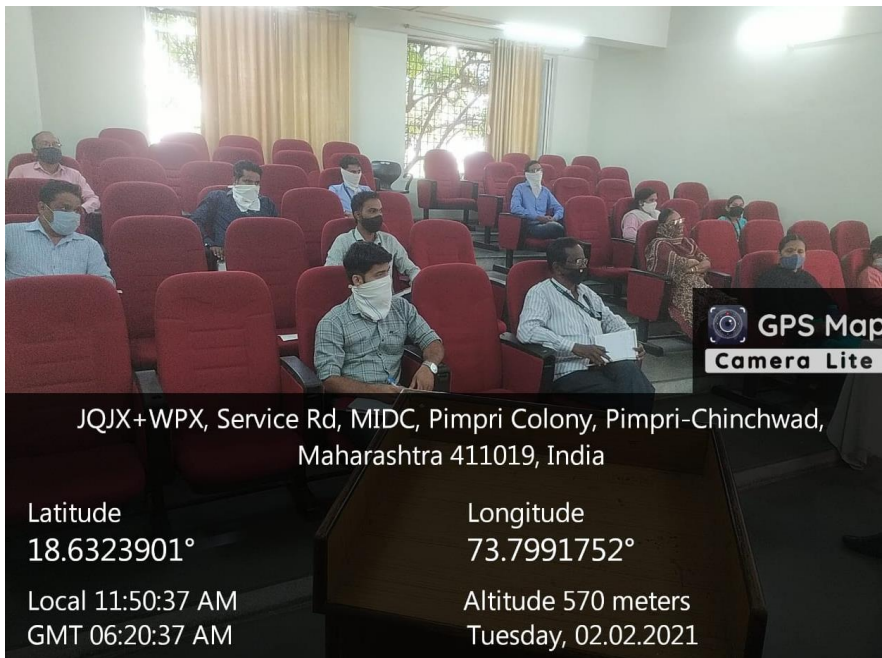 GPS Map
Camera Lite
JQJX+WPX, Service Rd, MIDC, Pimpri Colony, Pimpri-Chinchwad,
Maharashtra 411019, India
Latitude
18.6323901°
Longitude
73.7991752°
Local 11:50:37 AM
GMT 06:20:37 AM
Altitude 570 meters
Tuesday, 02.02.2021